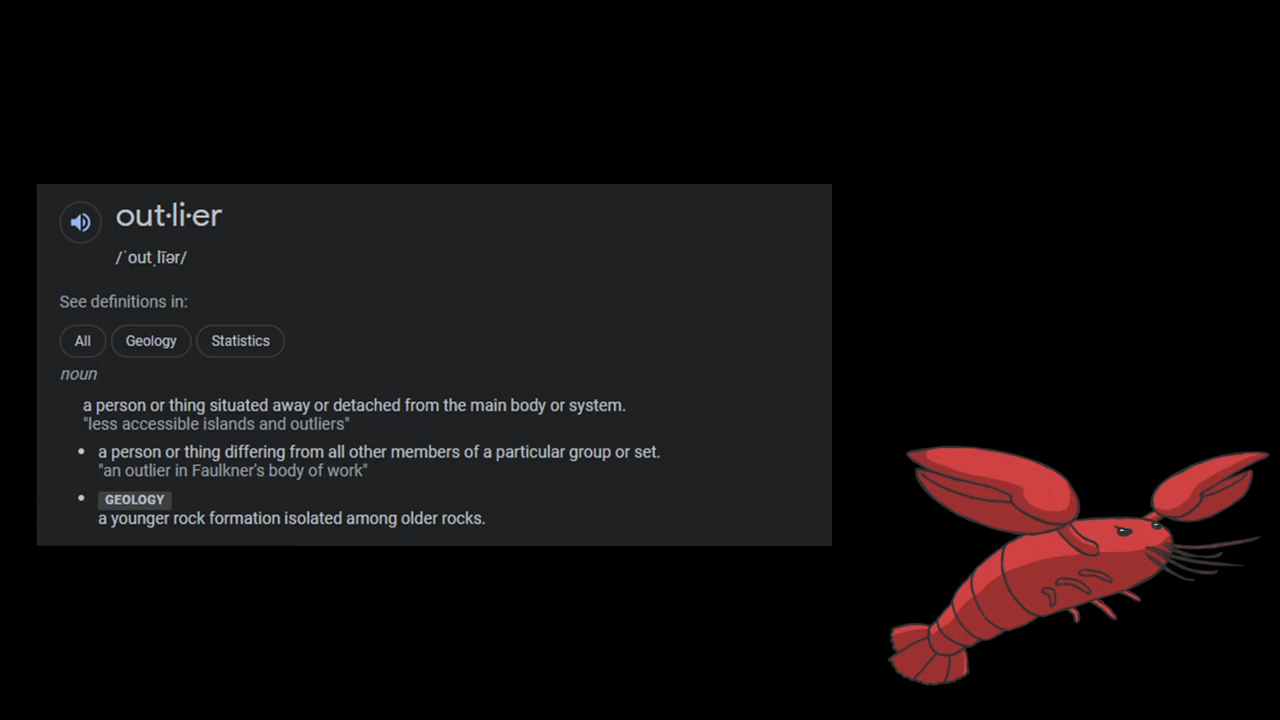 out·li·er
/ˈoutˌlīər/
See definitions in:
All Geology Statistics
noun
a person or thing situated away or detached from the main body or system.
"less accessible islands and outliers"
• a person or thing differing from all other members of a particular group or set.
"an outlier in Faulkner's body of work"
• GEOLOGY
a younger rock formation isolated among older rocks.